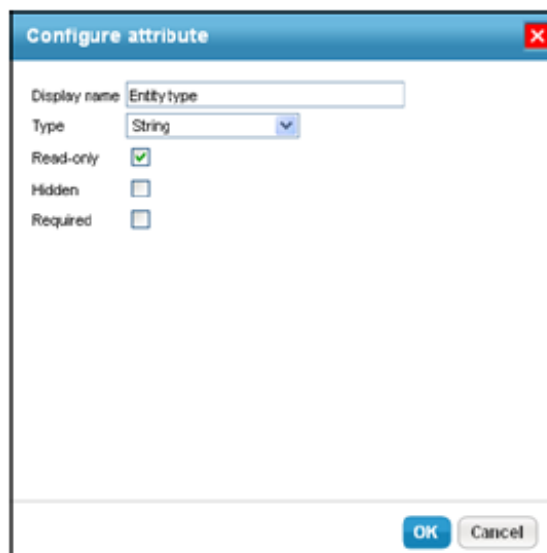 Configure attribute
Display name Entity type
Type String
Read-only
Hidden
Required
OK Cancel